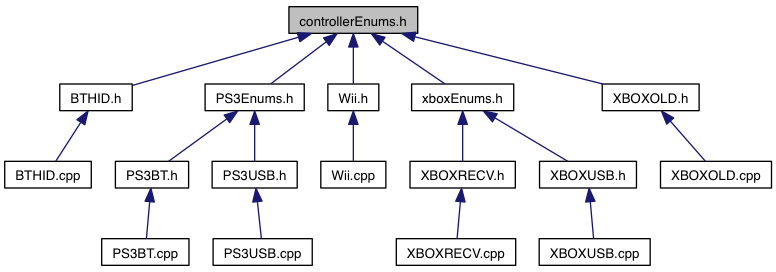 controllerEnums.h
BTHID.h
PS3Enums.h
Wii.h
xboxEnums.h
XBOXOLD.h
BTHID.cpp
PS3BT.h
PS3USB.h
Wii.cpp
XBOXRECV.h
XBOXUSB.h
XBOXOLD.cpp
PS3BT.cpp
PS3USB.cpp
XBOXRECV.cpp
XBOXUSB.cpp